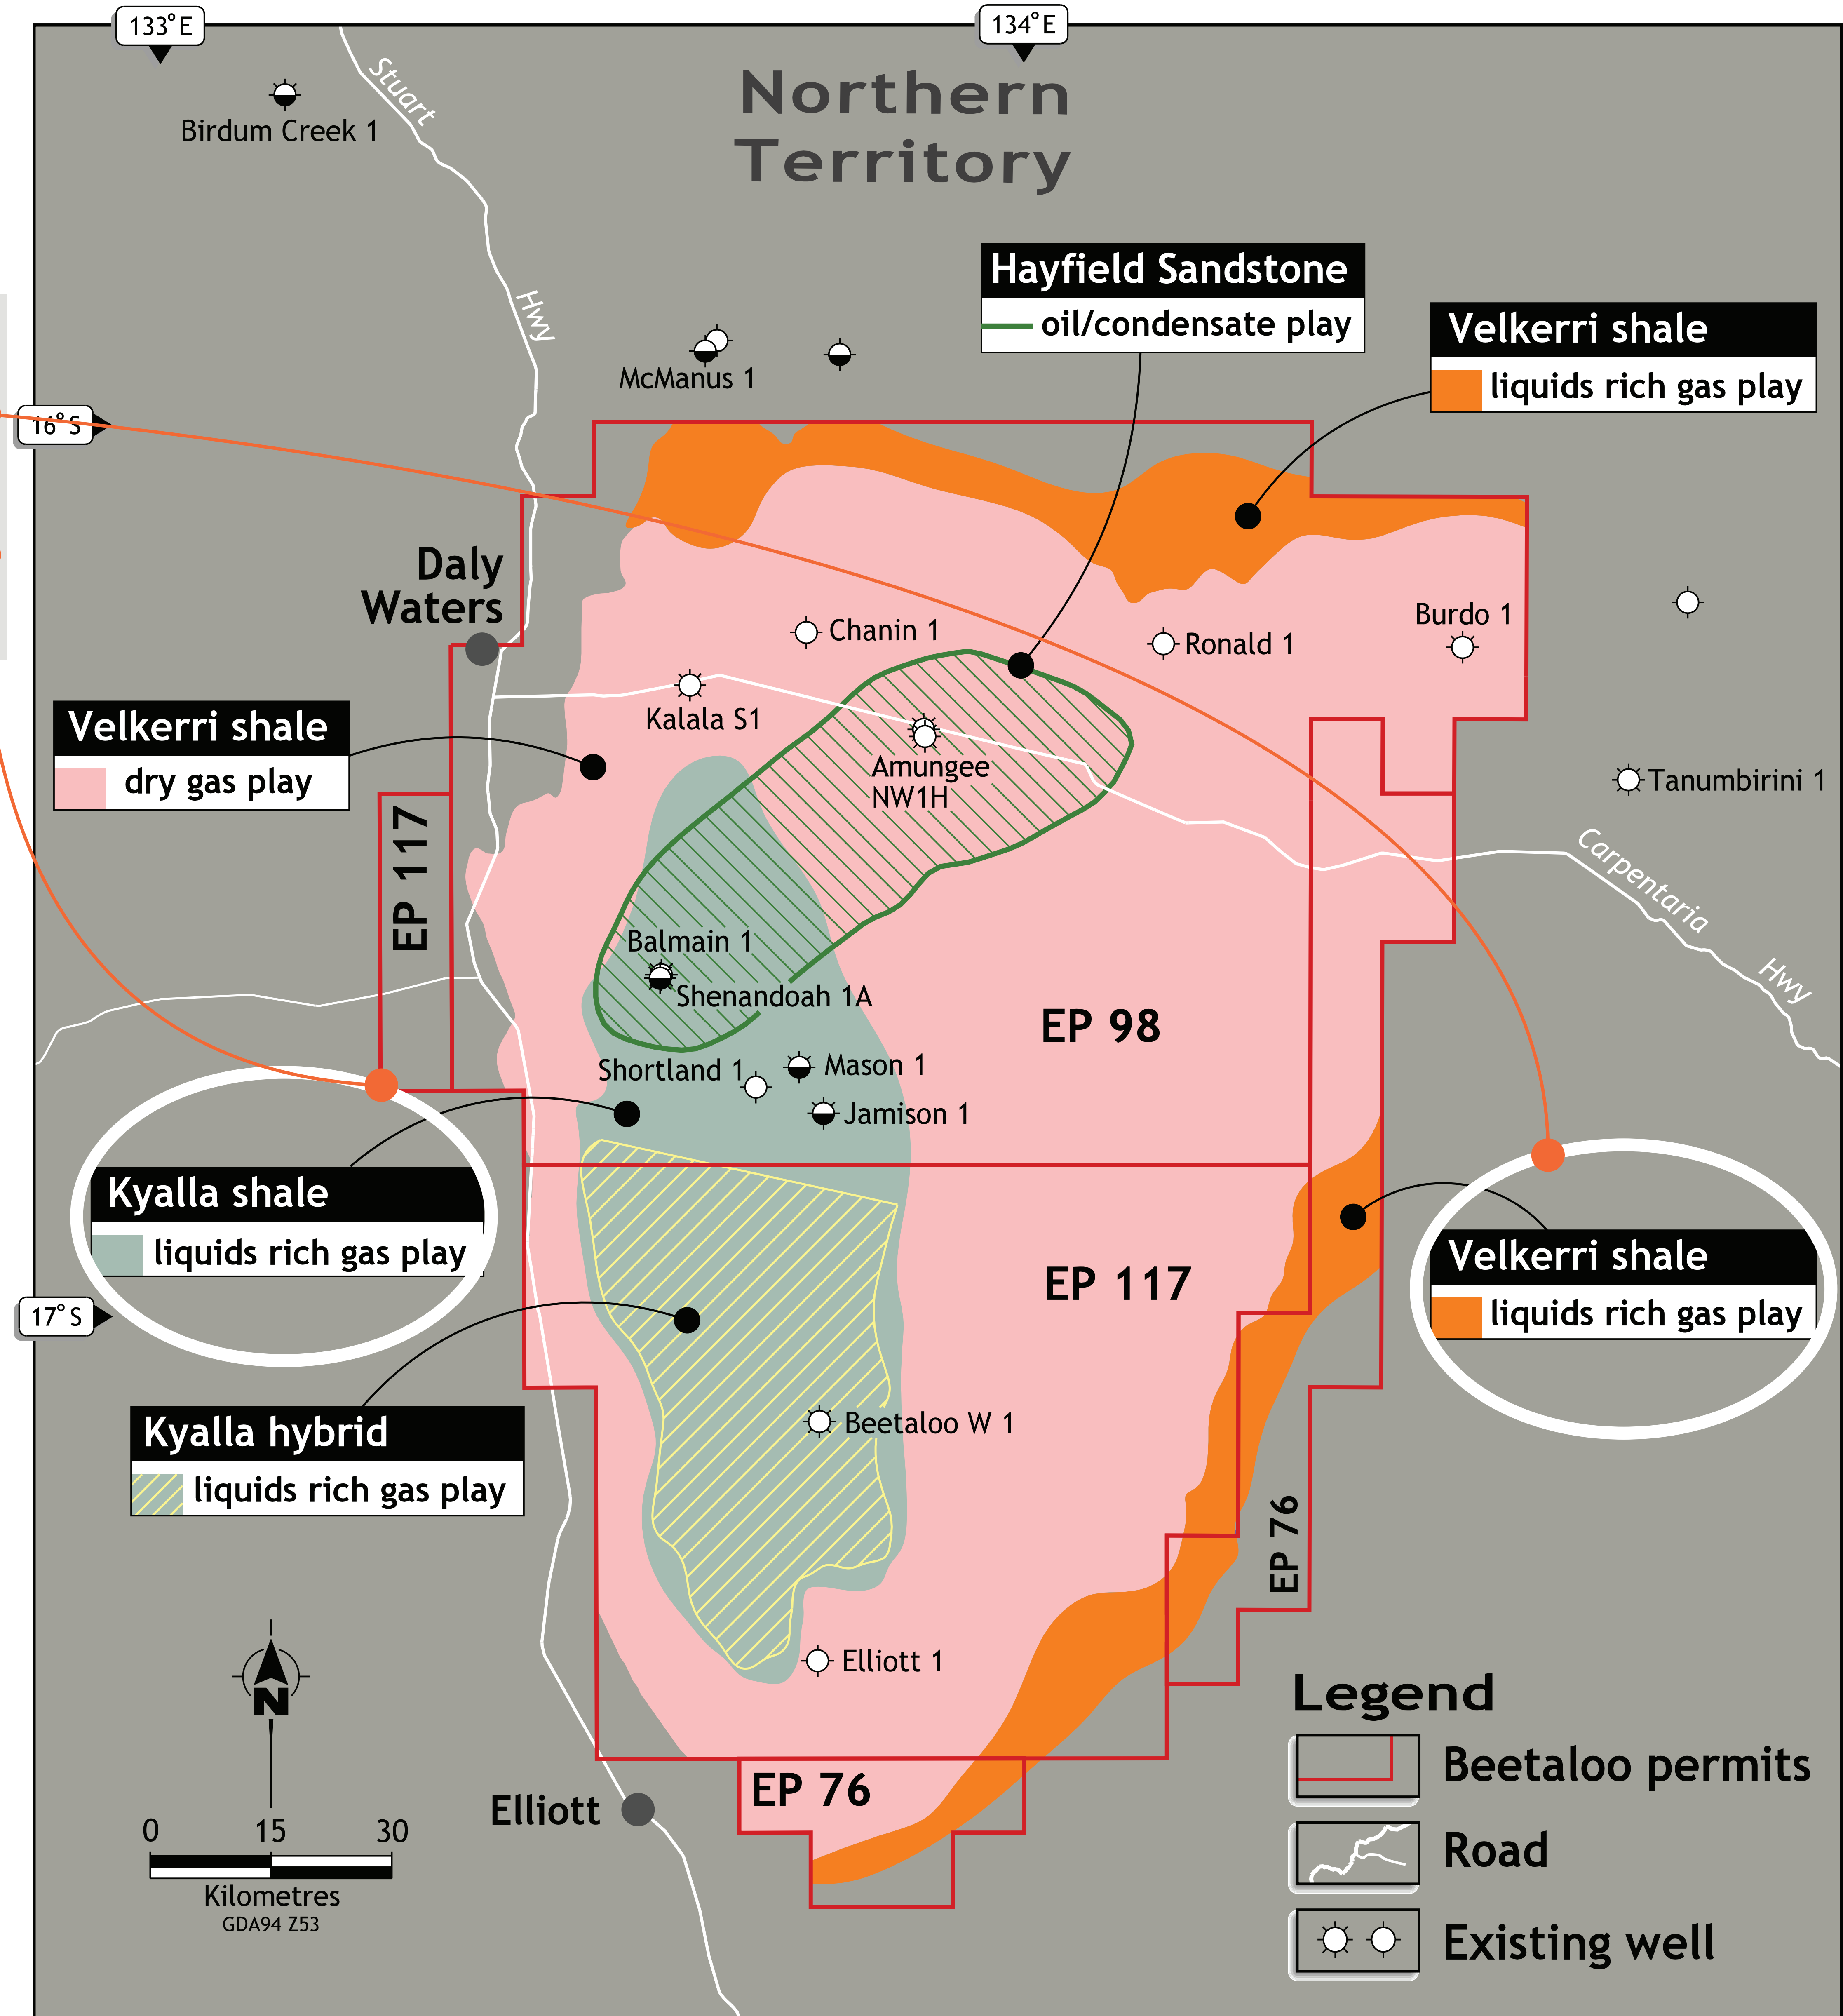 133°E
134°E
Northern
Territory
Stuart
Hwy
Birdum Creek 1
Hayfield Sandstone
oil/condensate play
Velkerri shale
liquids rich gas play
McManus 1
16°S
Daly
Waters
Chanin 1
Ronald 1
Burdo 1
Kalala S1
Velkerri shale
dry gas play
Amungee
NW1H
Tanumbirini 1
EP 117
Carpentaria
Hwy
Balmain 1
Shenandoah 1A
EP 98
Shortland 1
Mason 1
Jamison 1
Kyalla shale
liquids rich gas play
Velkerri shale
liquids rich gas play
EP 117
17°S
Kyalla hybrid
liquids rich gas play
Beetaloo W 1
EP 76
Elliott 1
N
EP 76
Elliott
0 15 30
Kilometres
GDA94 Z53
Legend
Beetaloo permits
Road
Existing well